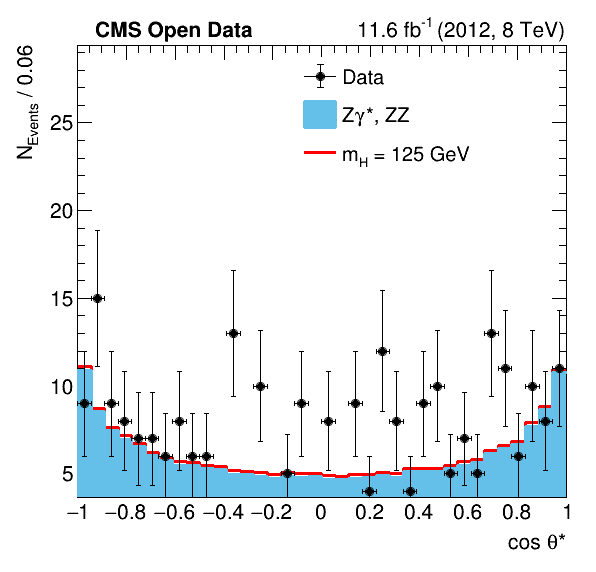 CMS Open Data 11.6 fb⁻¹ (2012, 8 TeV)
N_Events / 0.06
Data
Zγ*, ZZ
m_H = 125 GeV
25
20
15
10
5
−1 −0.8 −0.6 −0.4 −0.2 0 0.2 0.4 0.6 0.8 1
cos θ*